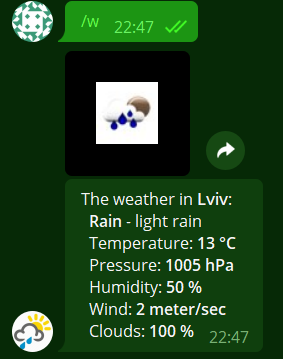 /w 22:47
The weather in Lviv:
Rain - light rain
Temperature: 13 °C
Pressure: 1005 hPa
Humidity: 50 %
Wind: 2 meter/sec
Clouds: 100 % 22:47